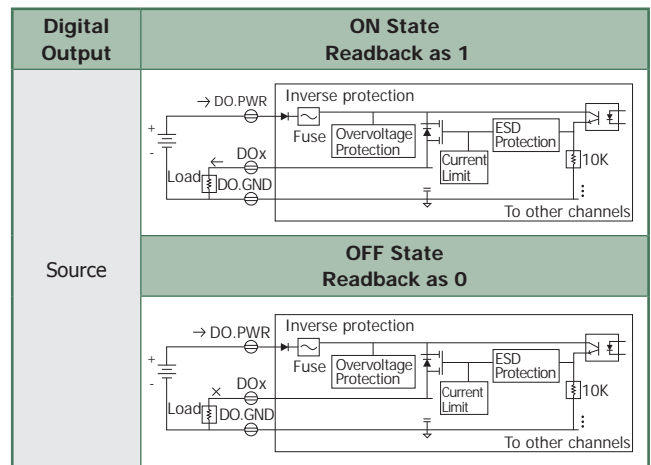 Digital
Output
ON State
Readback as 1
Source
→ DO.PWR
Inverse protection
+
-
Fuse
Overvoltage
Protection
ESD
Protection
← DOx
Current
Limit
10K
Load
DO.GND
To other channels
OFF State
Readback as 0
→ DO.PWR
Inverse protection
+
-
Fuse
Overvoltage
Protection
ESD
Protection
× DOx
Current
Limit
10K
Load
DO.GND
To other channels